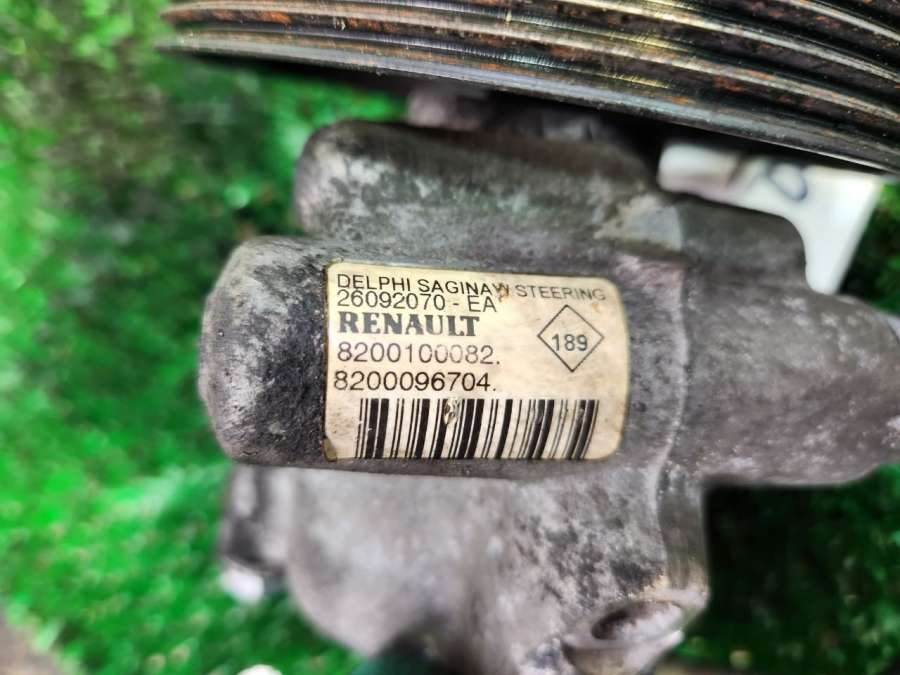 DELPHI SAGINAW STEERING
26092070 - EA
RENAULT
189
8200100082.
8200096704.